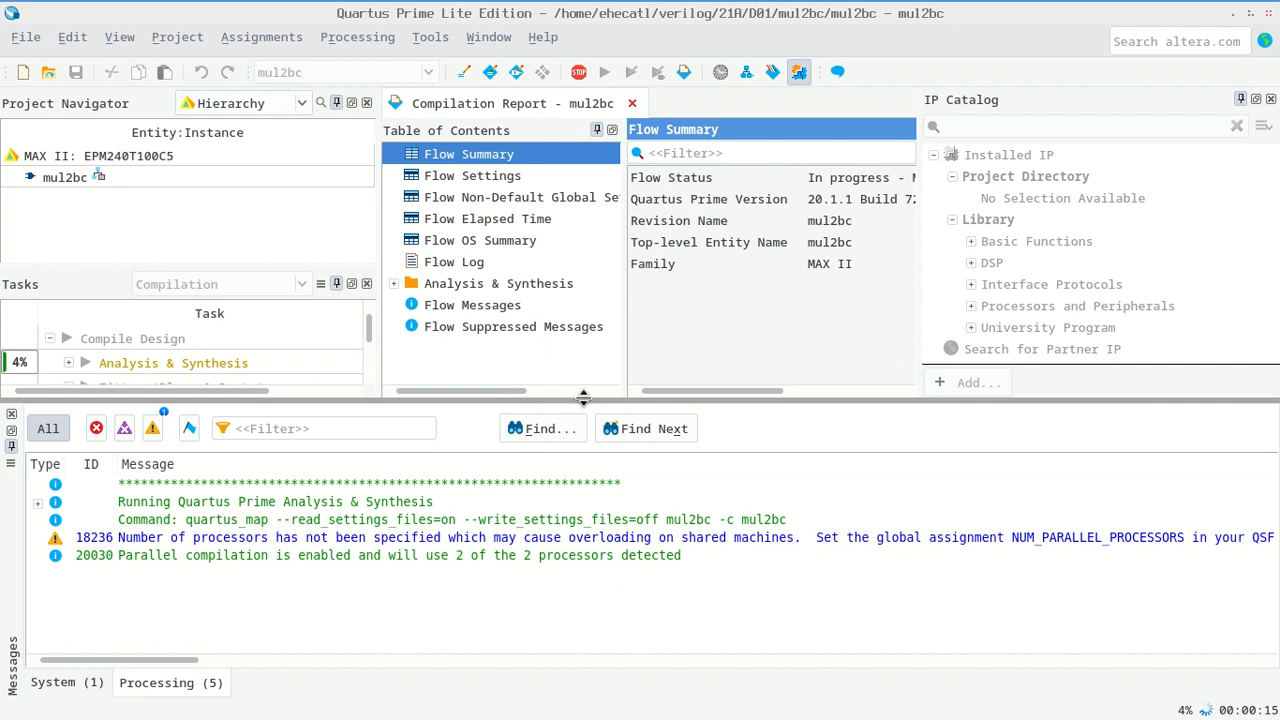 Quartus Prime Lite Edition - /home/ehecatl/verilog/21A/D01/mul2bc/mul2bc - mul2bc
File Edit View Project Assignments Processing Tools Window Help
Search altera.com
mul2bc
Project Navigator
Hierarchy
Entity:Instance
MAX II: EPM240T100C5
mul2bc
Tasks
Compilation
Task
Compile Design
4%
Analysis & Synthesis
Compilation Report - mul2bc
Table of Contents
Flow Summary
Flow Settings
Flow Non-Default Global Se
Flow Elapsed Time
Flow OS Summary
Flow Log
Analysis & Synthesis
Flow Messages
Flow Suppressed Messages
Flow Summary
<<Filter>>
Flow Status In progress - M
Quartus Prime Version 20.1.1 Build 72
Revision Name mul2bc
Top-level Entity Name mul2bc
Family MAX II
IP Catalog
Installed IP
Project Directory
No Selection Available
Library
Basic Functions
DSP
Interface Protocols
Processors and Peripherals
University Program
Search for Partner IP
+ Add...
All
<<Filter>>
Find...
Find Next
Type ID Message
*******************************************************************
Running Quartus Prime Analysis & Synthesis
Command: quartus_map --read_settings_files=on --write_settings_files=off mul2bc -c mul2bc
18236 Number of processors has not been specified which may cause overloading on shared machines.  Set the global assignment NUM_PARALLEL_PROCESSORS in your QSF
20030 Parallel compilation is enabled and will use 2 of the 2 processors detected
Messages
System (1)
Processing (5)
4% 00:00:15